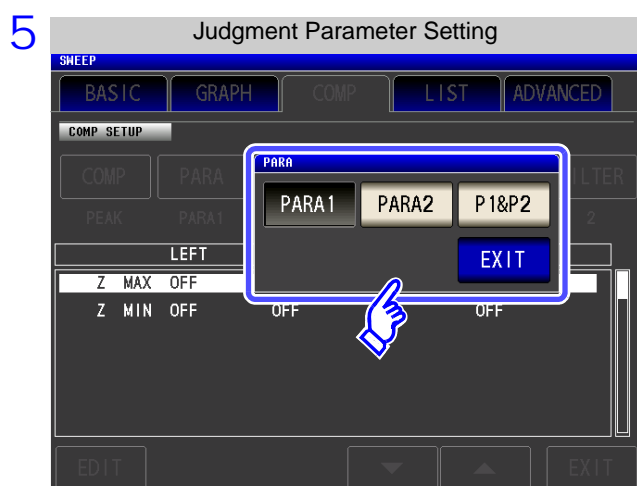 5 Judgment Parameter Setting
SWEEP
BASIC GRAPH COMP LIST ADVANCED
COMP SETUP
PARA
COMP PARA PARA1 PARA2 P1&P2 LTER
PEAK PARA1 2
LEFT EXIT
Z MAX OFF
Z MIN OFF OFF OFF
EDIT EXIT